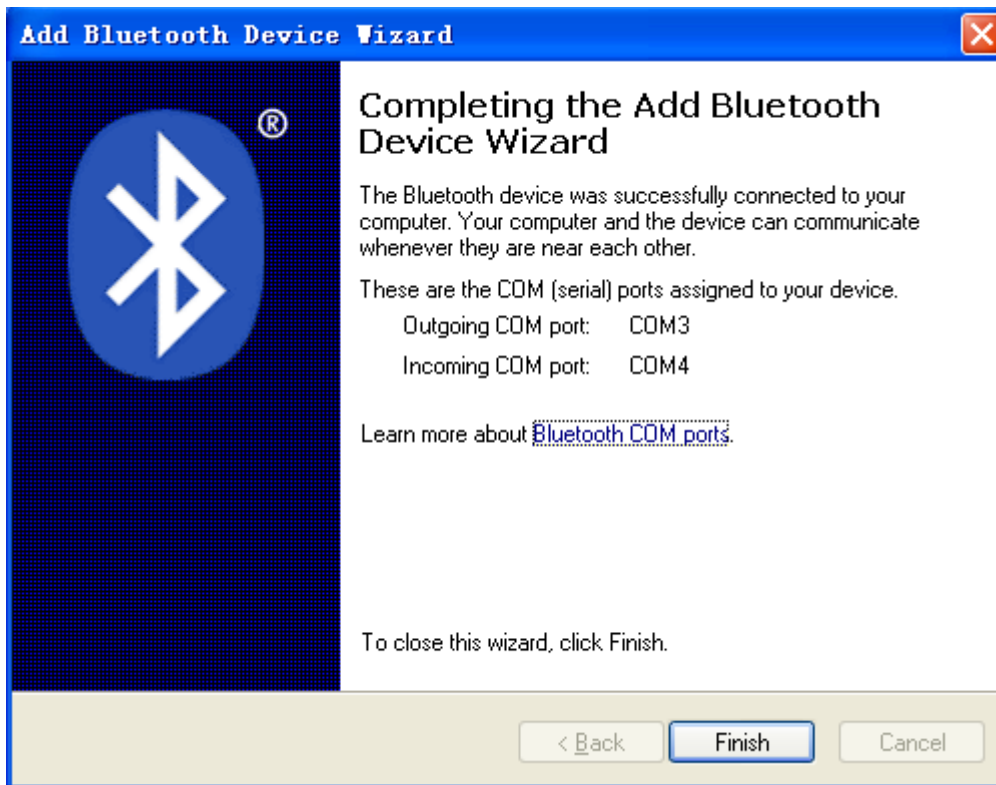 Add Bluetooth Device Wizard
®
Completing the Add Bluetooth
Device Wizard
The Bluetooth device was successfully connected to your
computer. Your computer and the device can communicate
whenever they are near each other.
These are the COM (serial) ports assigned to your device.
Outgoing COM port: COM3
Incoming COM port: COM4
Learn more about Bluetooth COM ports.
To close this wizard, click Finish.
< Back Finish Cancel